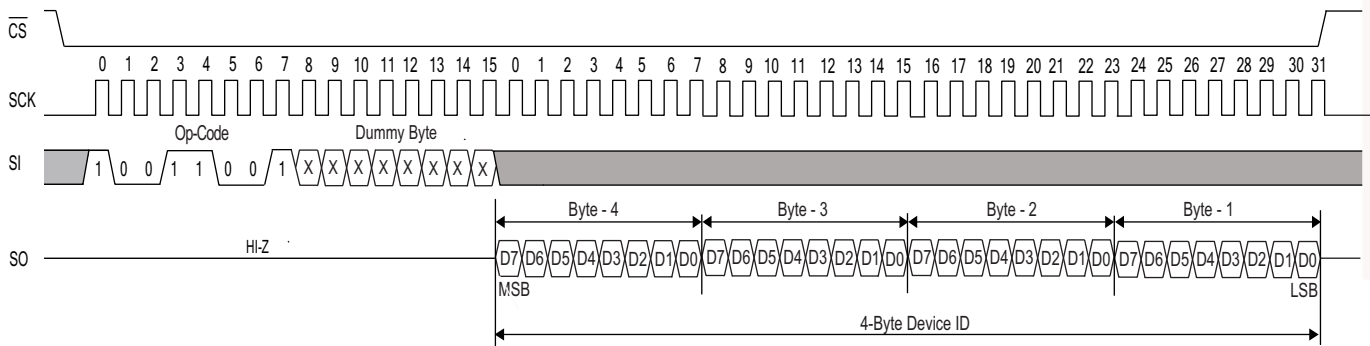 CS
0 1 2 3 4 5 6 7 8 9 10 11 12 13 14 15 0 1 2 3 4 5 6 7 8 9 10 11 12 13 14 15 16 17 18 19 20 21 22 23 24 25 26 27 28 29 30 31
SCK
Op-Code Dummy Byte
SI 1 0 0 1 1 0 0 1 X X X X X X X X
Byte - 4 Byte - 3 Byte - 2 Byte - 1
HI-Z
SO D7 D6 D5 D4 D3 D2 D1 D0 D7 D6 D5 D4 D3 D2 D1 D0 D7 D6 D5 D4 D3 D2 D1 D0 D7 D6 D5 D4 D3 D2 D1 D0
MSB LSB
4-Byte Device ID